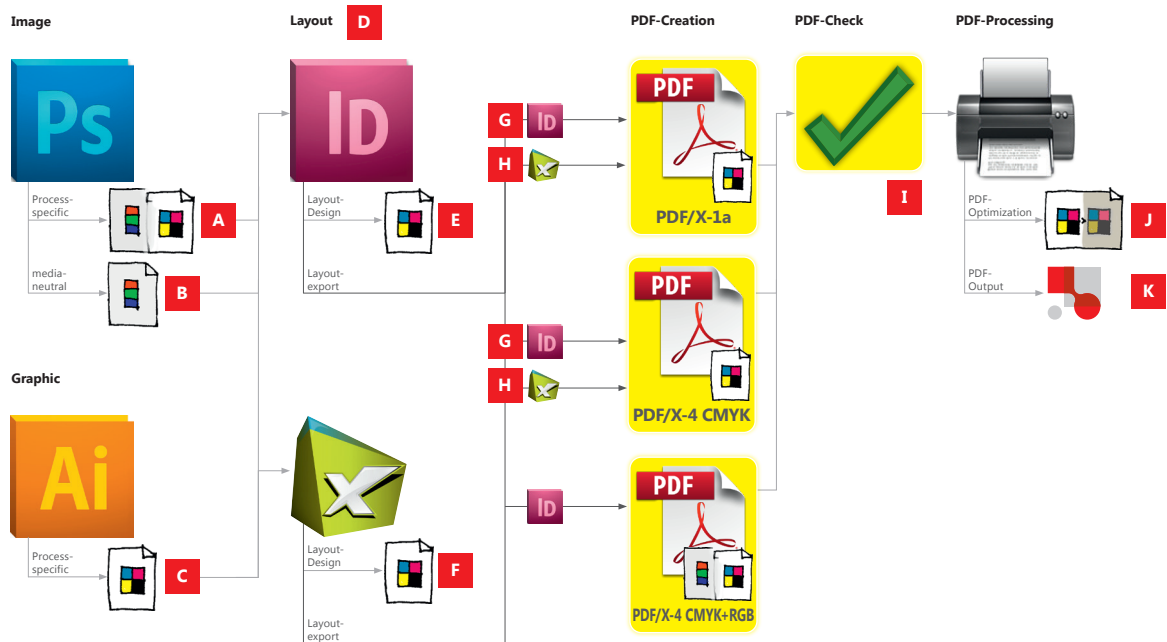 Image
Layout
D
PDF-Creation
PDF-Check
PDF-Processing
Ps
ID
G
ID
H
X
PDF
PDF/X-1a
I
Process-
specific
A
media-
neutral
B
Layout-
Design
E
Layout-
export
PDF-
Optimization
J
PDF-
Output
K
G
ID
H
X
PDF
PDF/X-4 CMYK
Graphic
Ai
Process-
specific
C
X
Layout-
Design
F
Layout-
export
ID
PDF
PDF/X-4 CMYK+RGB